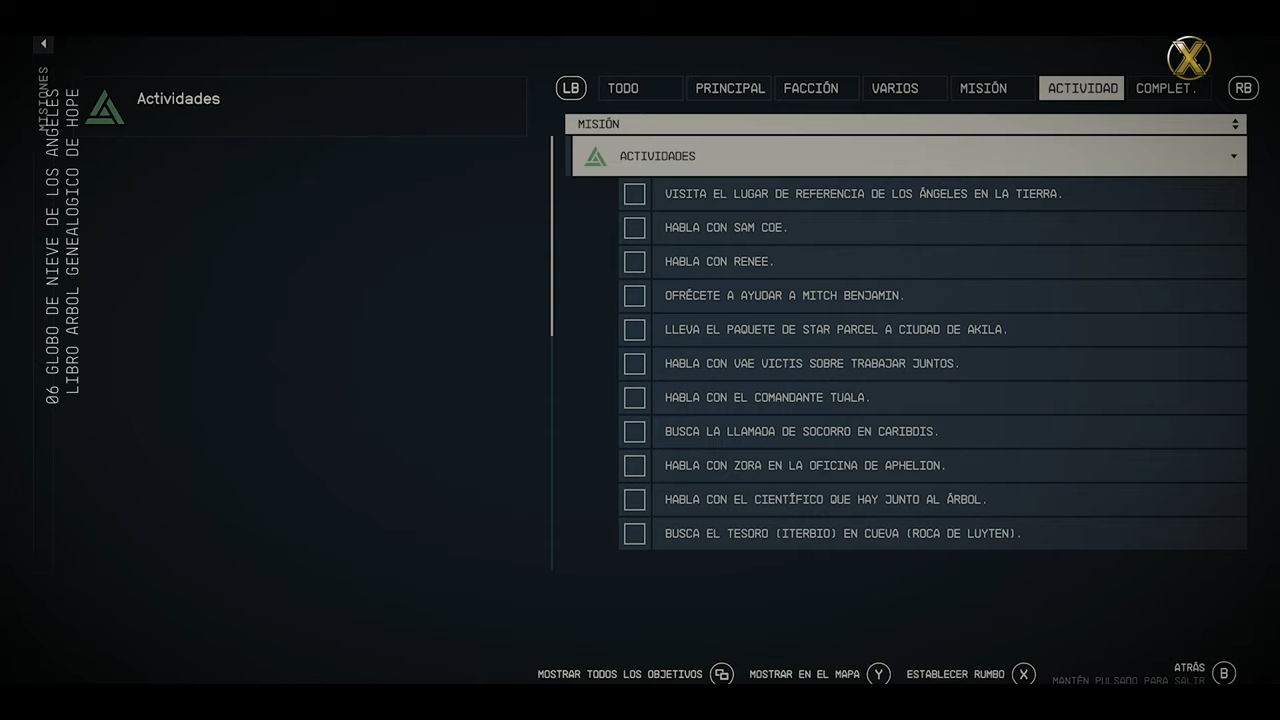 MISIONES
06 GLOBO DE NIEVE DE LOS ANGELES
LIBRO ARBOL GENEALOGICO DE HOPE
Actividades
X
LB TODO PRINCIPAL FACCIÓN VARIOS MISIÓN ACTIVIDAD COMPLET. RB
MISIÓN
ACTIVIDADES
VISITA EL LUGAR DE REFERENCIA DE LOS ÁNGELES EN LA TIERRA.
HABLA CON SAM COE.
HABLA CON RENEE.
OFRÉCETE A AYUDAR A MITCH BENJAMIN.
LLEVA EL PAQUETE DE STAR PARCEL A CIUDAD DE AKILA.
HABLA CON VAE VICTIS SOBRE TRABAJAR JUNTOS.
HABLA CON EL COMANDANTE TUALA.
BUSCA LA LLAMADA DE SOCORRO EN CARIBDIS.
HABLA CON ZORA EN LA OFICINA DE APHELION.
HABLA CON EL CIENTÍFICO QUE HAY JUNTO AL ÁRBOL.
BUSCA EL TESORO (ITERBIO) EN CUEVA (ROCA DE LUYTEN).
MOSTRAR TODOS LOS OBJETIVOS MOSTRAR EN EL MAPA Y ESTABLECER RUMBO X ATRÁS B
MANTÉN PULSADO PARA SALIR